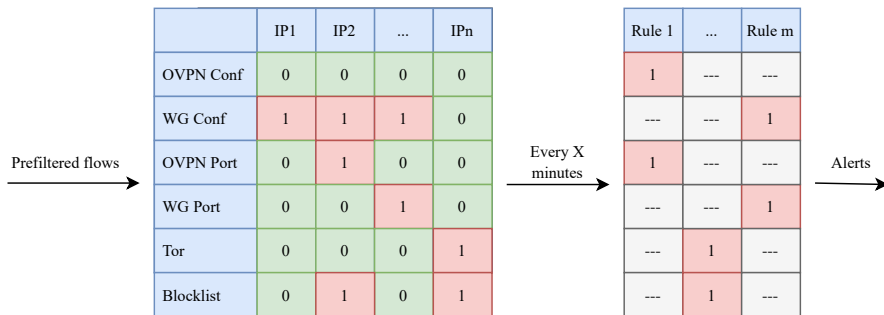 IP1 IP2 ... IPn
OVPN Conf 0 0 0 0
WG Conf 1 1 1 0
OVPN Port 0 1 0 0
WG Port 0 0 1 0
Tor 0 0 0 1
Blocklist 0 1 0 1
Prefiltered flows
Every X
minutes
Rule 1 ... Rule m
1 --- ---
--- --- 1
1 --- ---
--- --- 1
--- 1 ---
--- 1 ---
Alerts